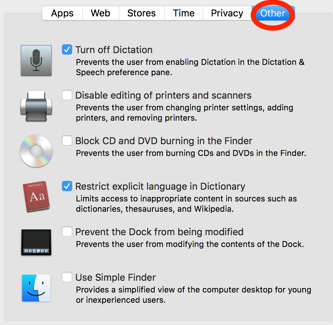 Apps Web Stores Time Privacy Other
Turn off Dictation
Prevents the user from enabling Dictation in the Dictation &
Speech preference pane.
Disable editing of printers and scanners
Prevents the user from changing printer settings, adding
printers, and removing printers.
Block CD and DVD burning in the Finder
Prevents the user from burning CDs and DVDs in the Finder.
Restrict explicit language in Dictionary
Limits access to inappropriate content in sources such as
dictionaries, thesauruses, and Wikipedia.
Aa
Prevent the Dock from being modified
Prevents the user from modifying the contents of the Dock.
Use Simple Finder
Provides a simplified view of the computer desktop for young
or inexperienced users.